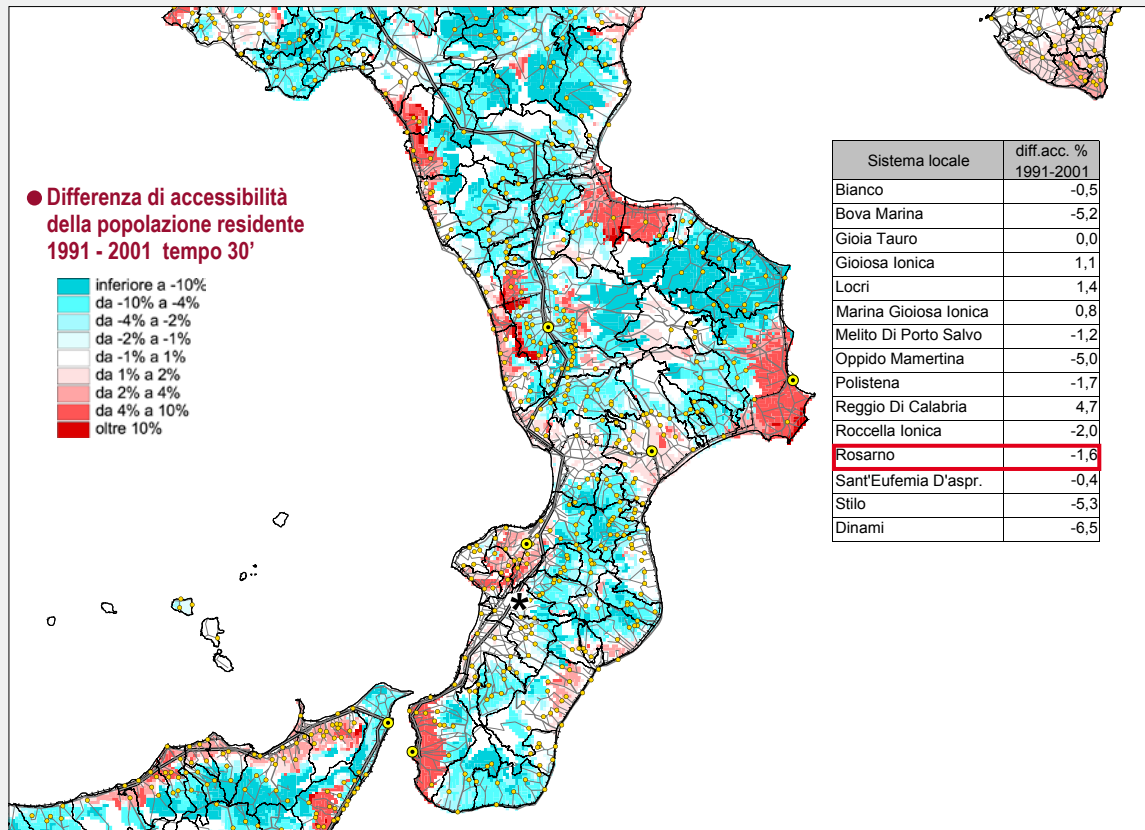 ● Differenza di accessibilità
della popolazione residente
1991 - 2001 tempo 30'
inferiore a -10%
da -10% a -4%
da -4% a -2%
da -2% a -1%
da -1% a 1%
da 1% a 2%
da 2% a 4%
da 4% a 10%
oltre 10%
Sistema locale diff.acc. % 1991-2001
Bianco -0,5
Bova Marina -5,2
Gioia Tauro 0,0
Gioiosa Ionica 1,1
Locri 1,4
Marina Gioiosa Ionica 0,8
Melito Di Porto Salvo -1,2
Oppido Mamertina -5,0
Polistena -1,7
Reggio Di Calabria 4,7
Roccella Ionica -2,0
Rosarno -1,6
Sant'Eufemia D'aspr. -0,4
Stilo -5,3
Dinami -6,5
*